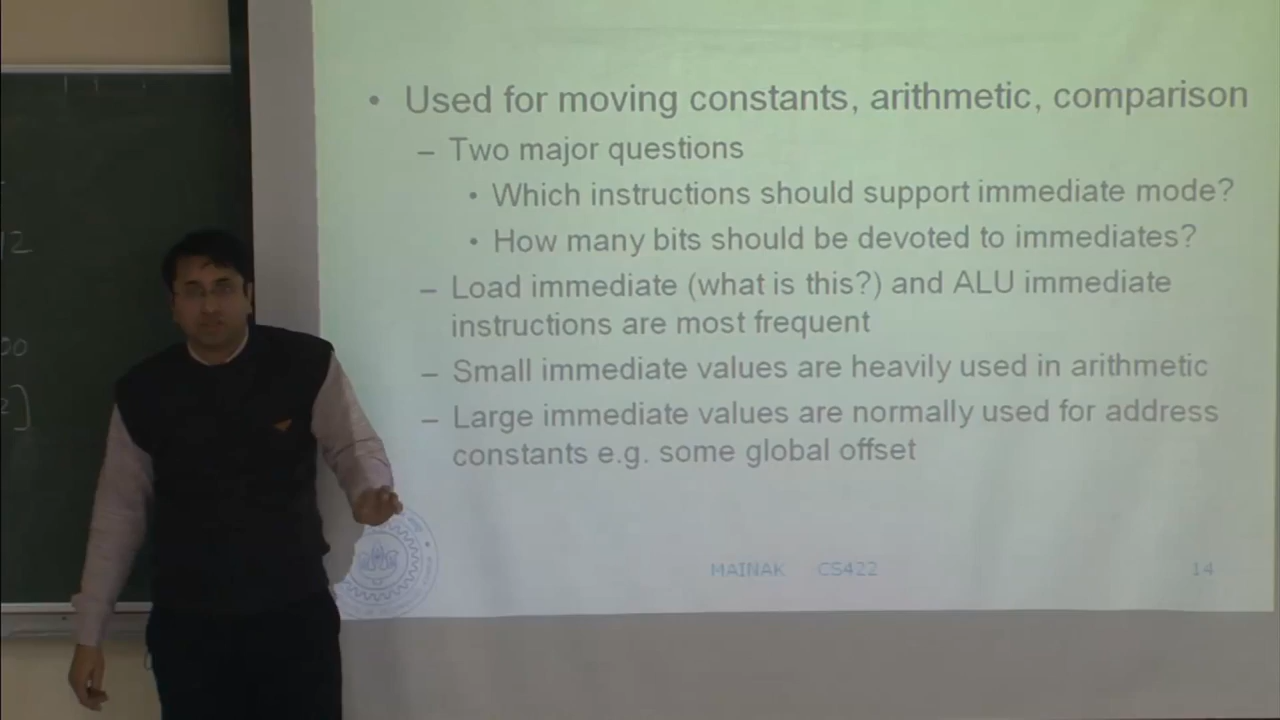 • Used for moving constants, arithmetic, comparison
– Two major questions
• Which instructions should support immediate mode?
• How many bits should be devoted to immediates?
– Load immediate (what is this?) and ALU immediate
instructions are most frequent
– Small immediate values are heavily used in arithmetic
– Large immediate values are normally used for address
constants e.g. some global offset
MAINAK CS422 14
12
00
2]